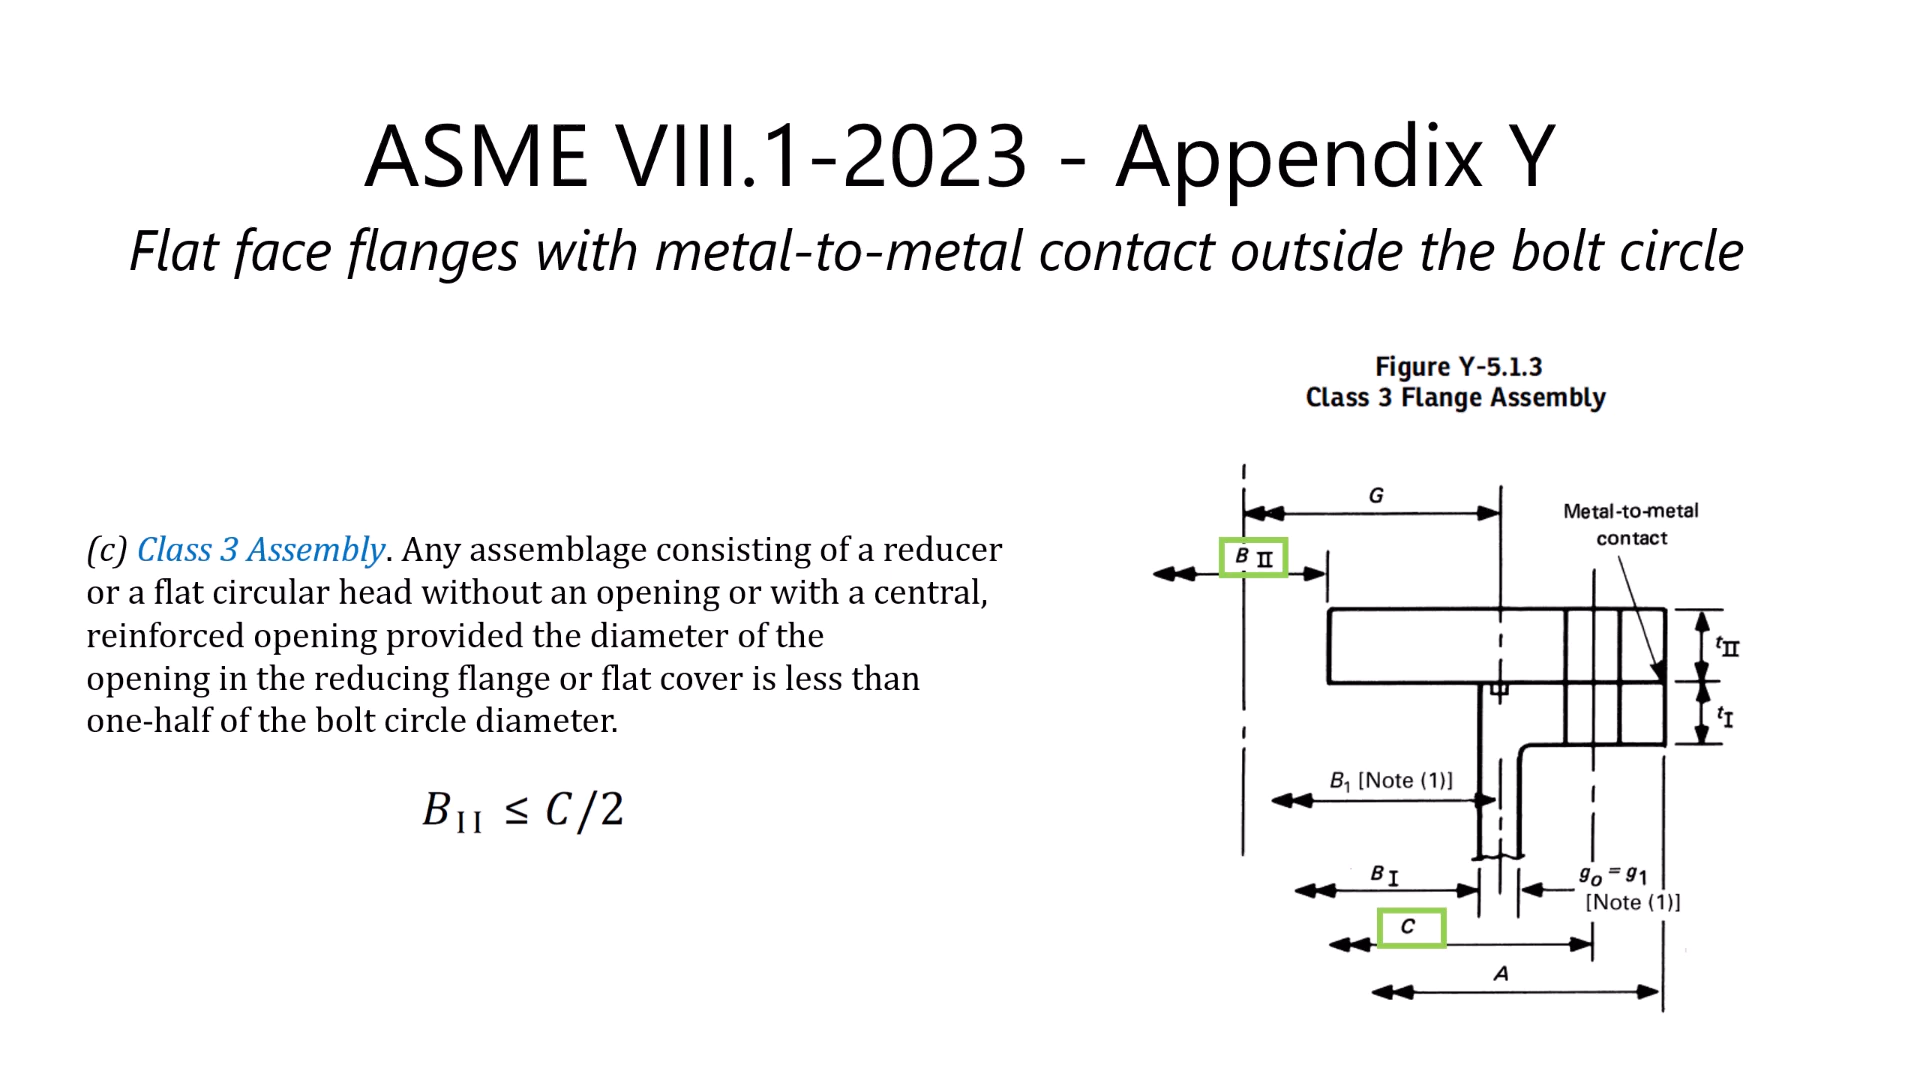 ASME VIII.1-2023 - Appendix Y
Flat face flanges with metal-to-metal contact outside the bolt circle
(c) Class 3 Assembly. Any assemblage consisting of a reducer
or a flat circular head without an opening or with a central,
reinforced opening provided the diameter of the
opening in the reducing flange or flat cover is less than
one-half of the bolt circle diameter.
B_II ≤ C/2
Figure Y-5.1.3
Class 3 Flange Assembly
G
Metal-to-metal
contact
B II
tII
tI
B1 [Note (1)]
B I
go = g1
[Note (1)]
C
A